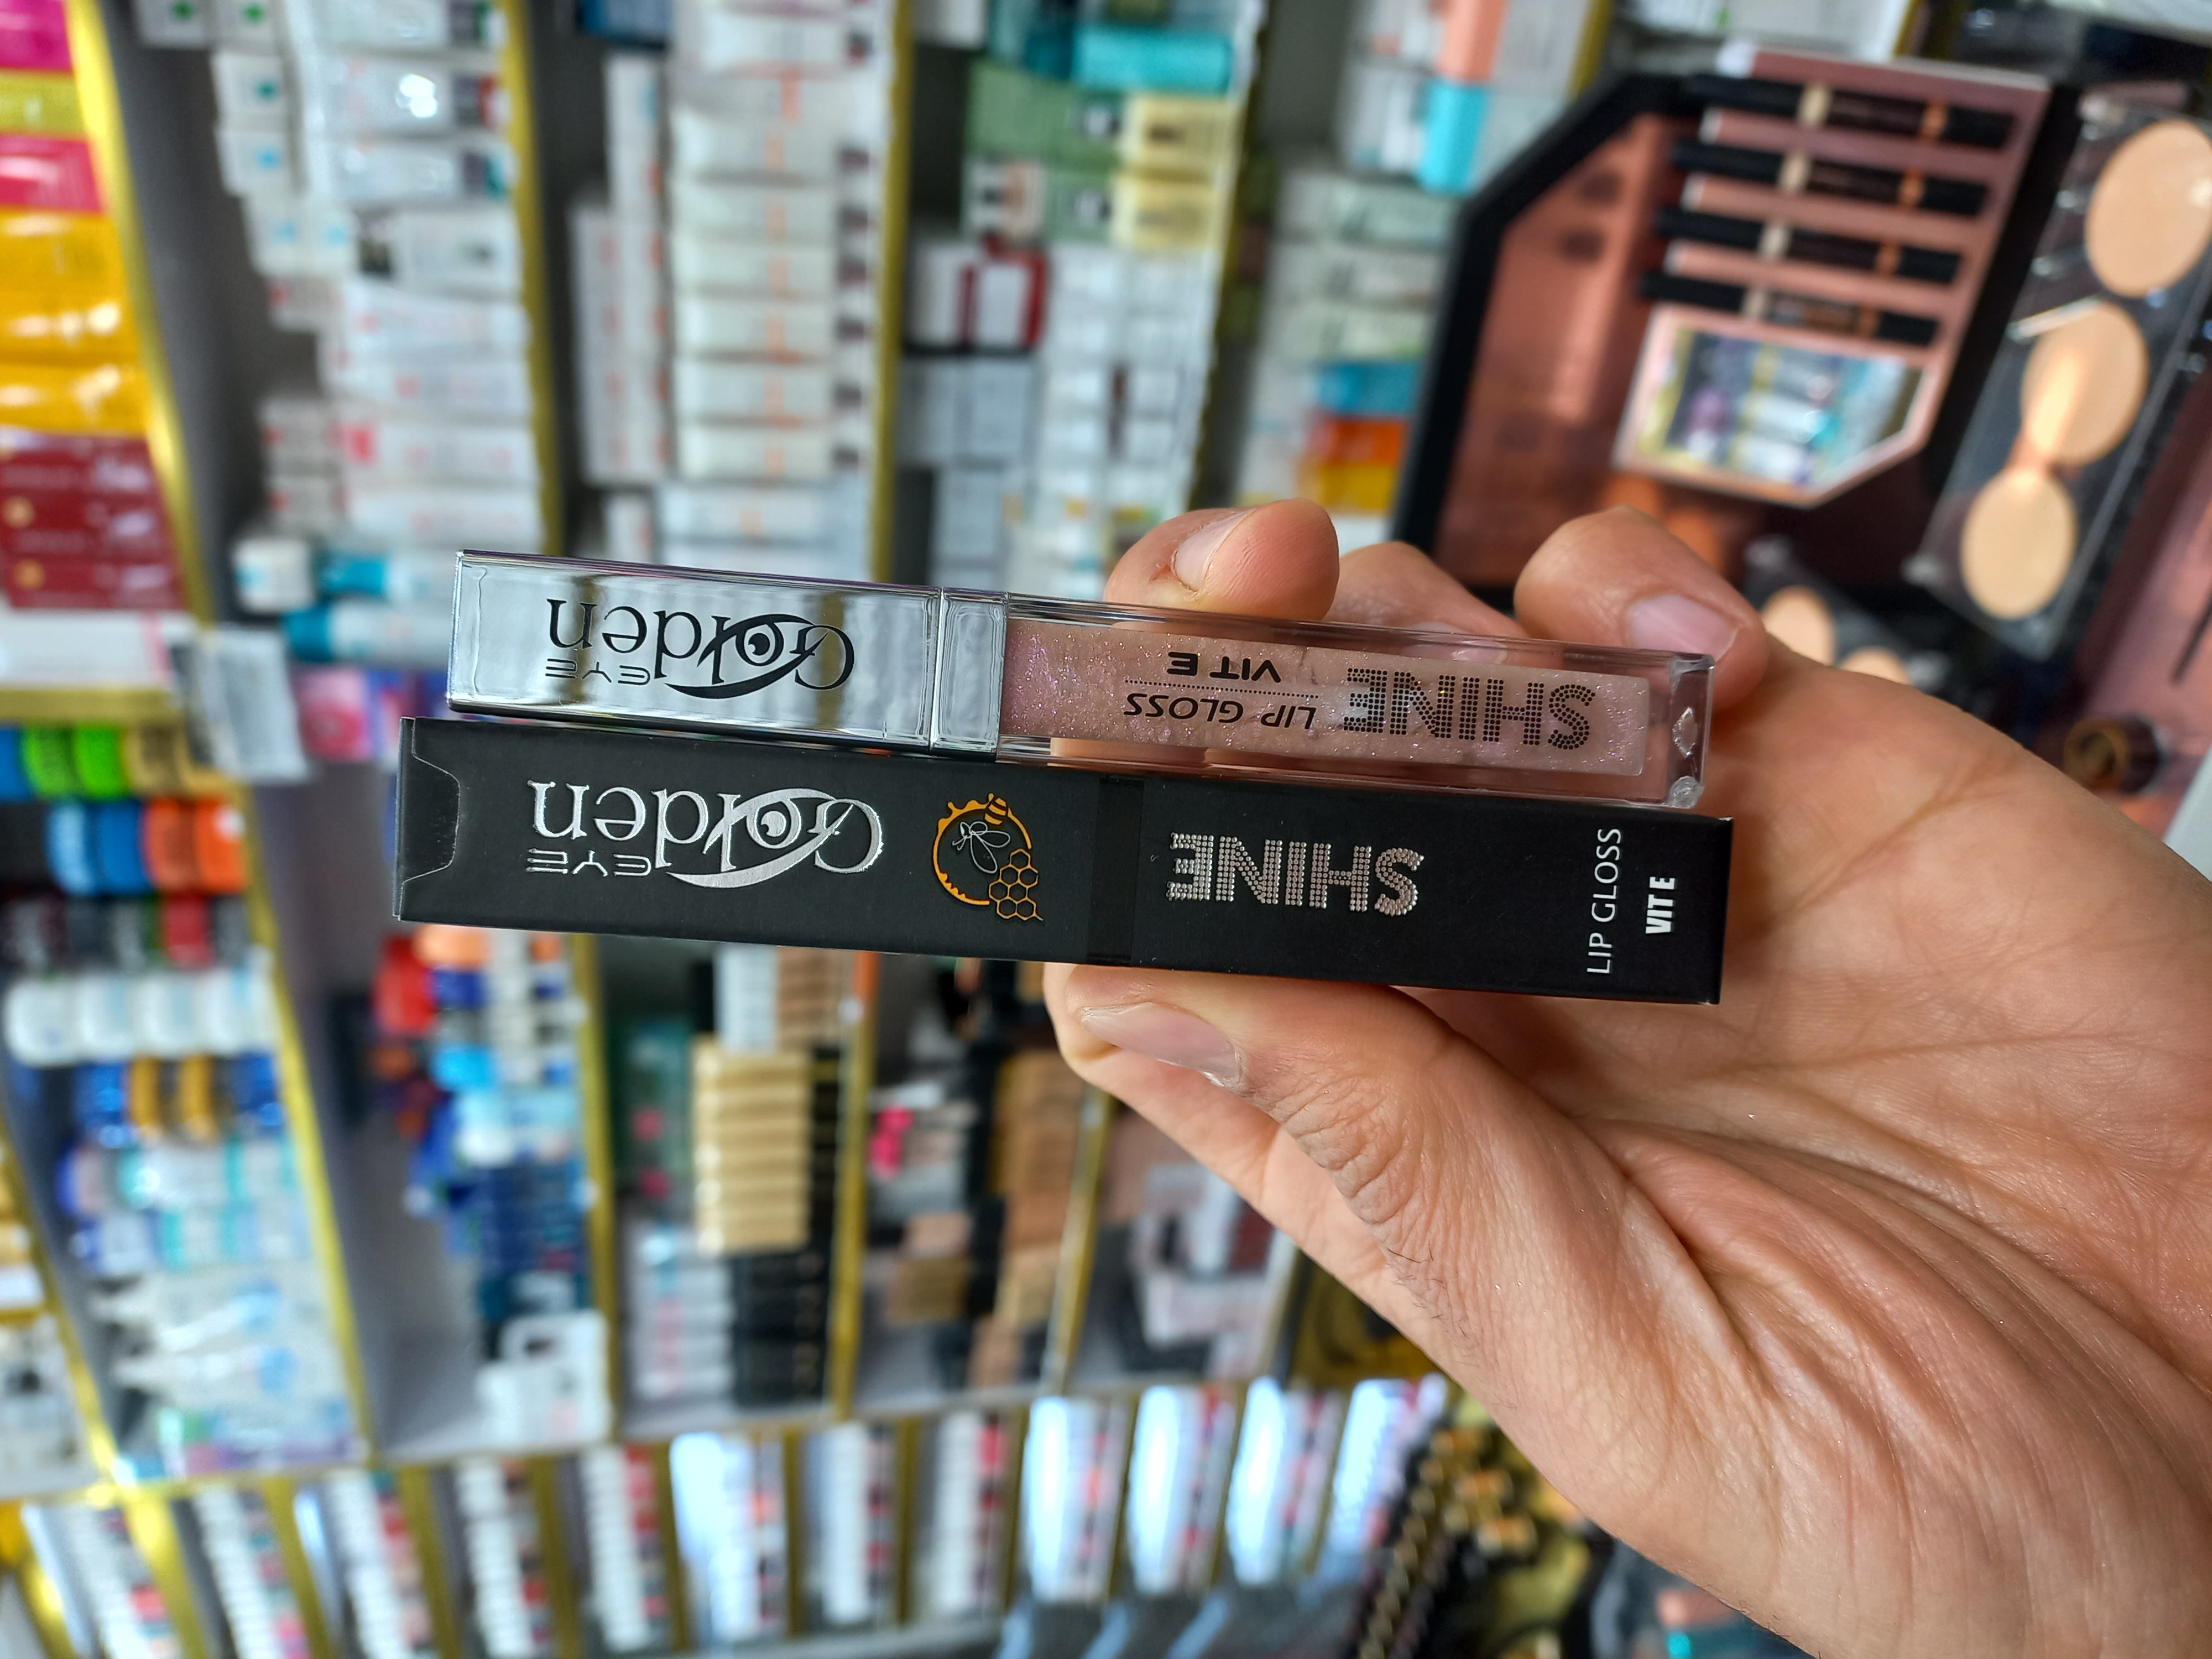 Golden
EYE
SHINE
LIP GLOSS
VIT E
Golden
EYE
SHINE
LIP GLOSS
VIT E